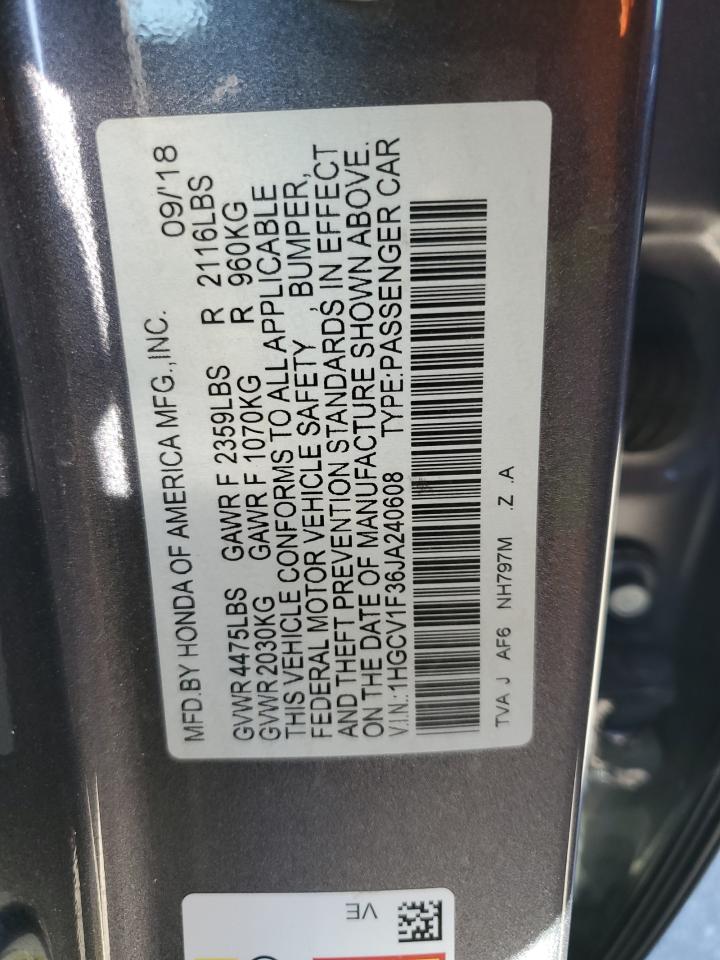 MFD.BY HONDA OF AMERICA MFG.,INC. 09/'18
GVWR 4475LBS GAWR F 2359LBS R 2116LBS
GVWR 2030KG GAWR F 1070KG R 960KG
THIS VEHICLE CONFORMS TO ALL APPLICABLE
FEDERAL MOTOR VEHICLE SAFETY , BUMPER,
AND THEFT PREVENTION STANDARDS IN EFFECT
ON THE DATE OF MANUFACTURE SHOWN ABOVE.
V.I.N.:1HGCV1F36JA240608 TYPE:PASSENGER CAR
TVA J AF6 NH797M .Z .A
VE